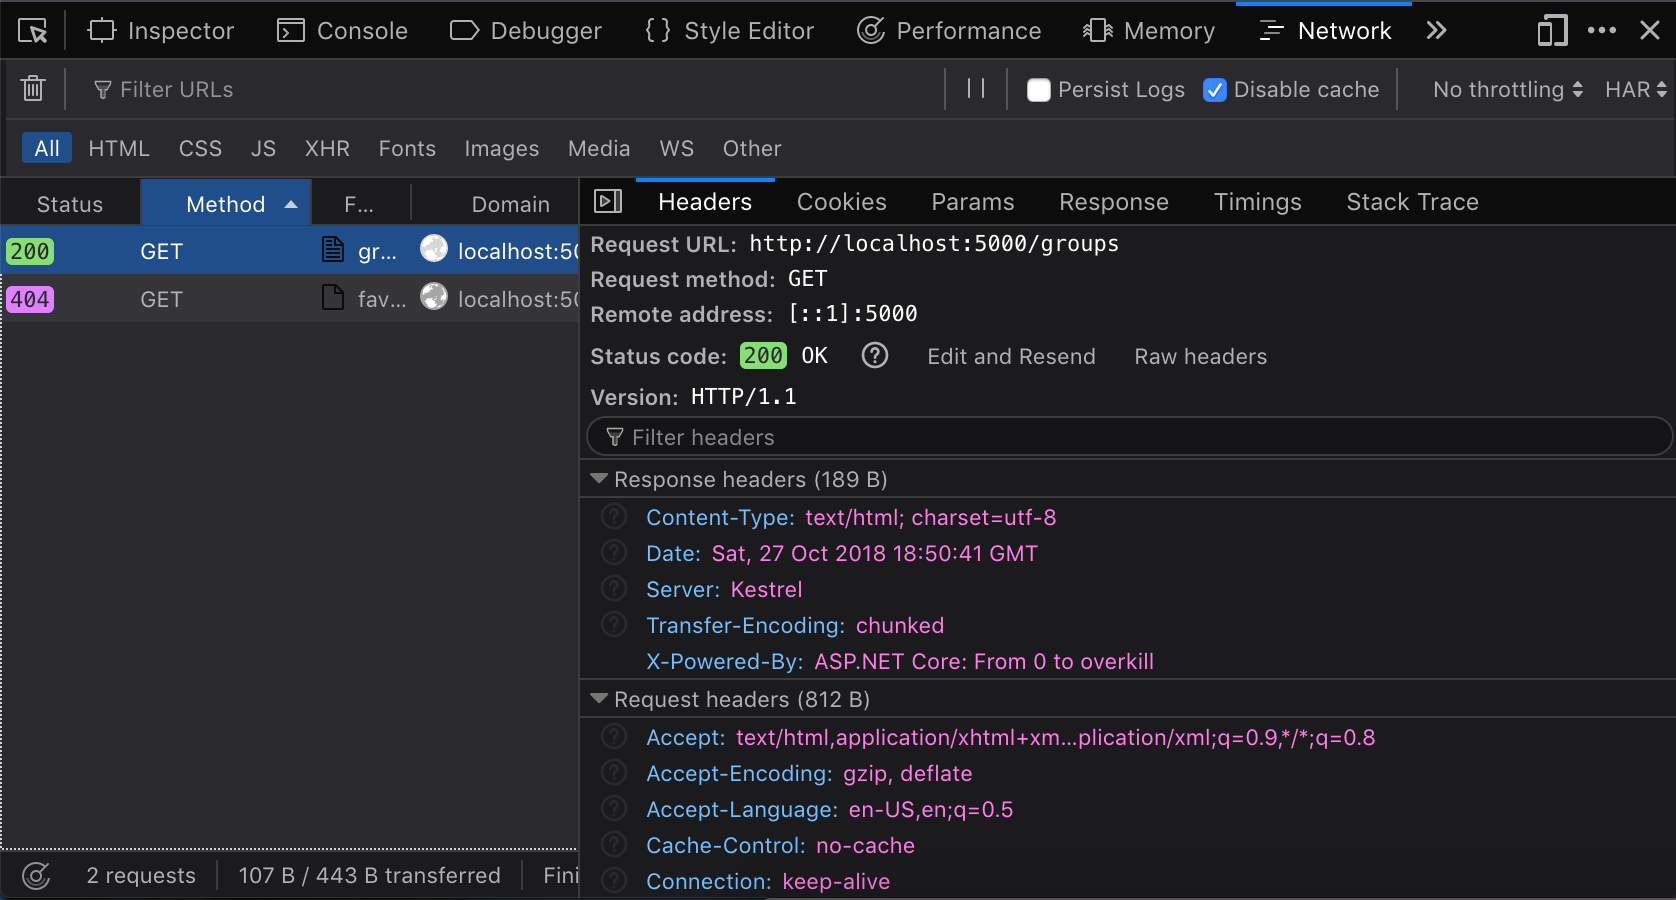 Inspector Console Debugger { } Style Editor Performance Memory Network
Filter URLs Persist Logs Disable cache No throttling HAR
All HTML CSS JS XHR Fonts Images Media WS Other
Status Method F... Domain
200 GET gr... localhost:50
404 GET fav... localhost:50
2 requests 107 B / 443 B transferred Fini
Headers Cookies Params Response Timings Stack Trace
Request URL: http://localhost:5000/groups
Request method: GET
Remote address: [::1]:5000
Status code: 200 OK ? Edit and Resend Raw headers
Version: HTTP/1.1
Filter headers
Response headers (189 B)
? Content-Type: text/html; charset=utf-8
? Date: Sat, 27 Oct 2018 18:50:41 GMT
? Server: Kestrel
? Transfer-Encoding: chunked
X-Powered-By: ASP.NET Core: From 0 to overkill
Request headers (812 B)
? Accept: text/html,application/xhtml+xm...plication/xml;q=0.9,*/*;q=0.8
? Accept-Encoding: gzip, deflate
? Accept-Language: en-US,en;q=0.5
? Cache-Control: no-cache
? Connection: keep-alive